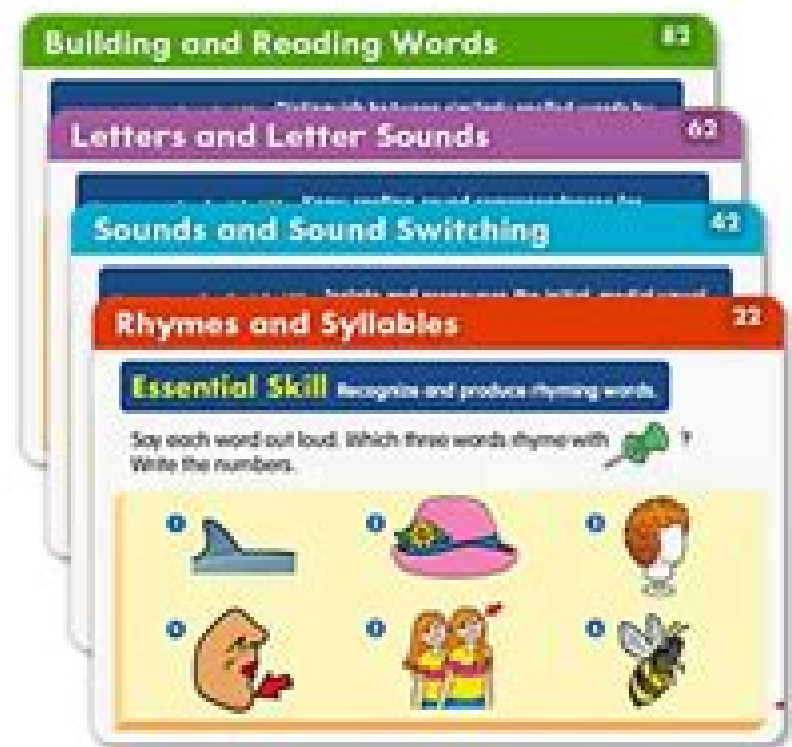 Building and Reading Words 82
Letters and Letter Sounds 62
Sounds and Sound Switching 42
Rhymes and Syllables 22
Essential Skill Recognize and produce rhyming words.
Say each word out loud. Which three words rhyme with ?
Write the numbers.